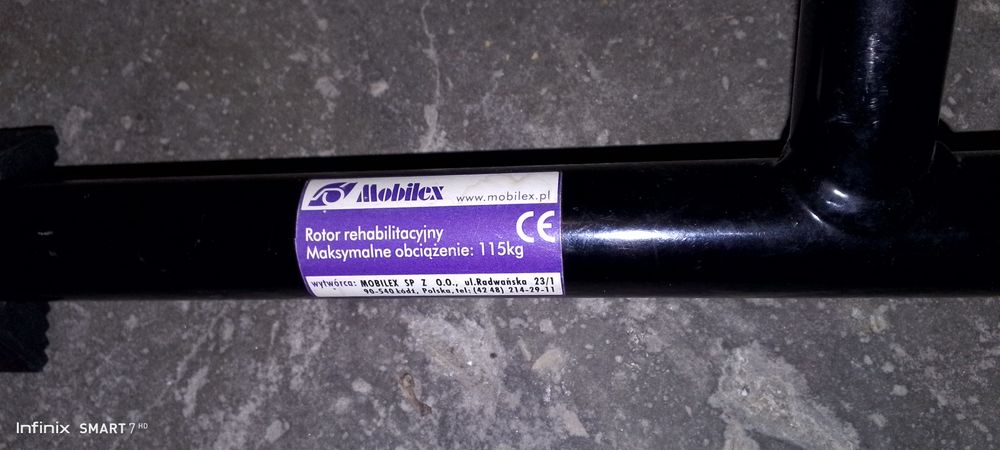 Mobilex www.mobilex.pl
CE
Rotor rehabilitacyjny
Maksymalne obciążenie: 115kg
wytwórca: MOBILEX SP Z O.O., ul.Radwańska 23/1
90-540 Łódź, Polska, tel: (42 48) 214-29-11
Infinix SMART 7 HD